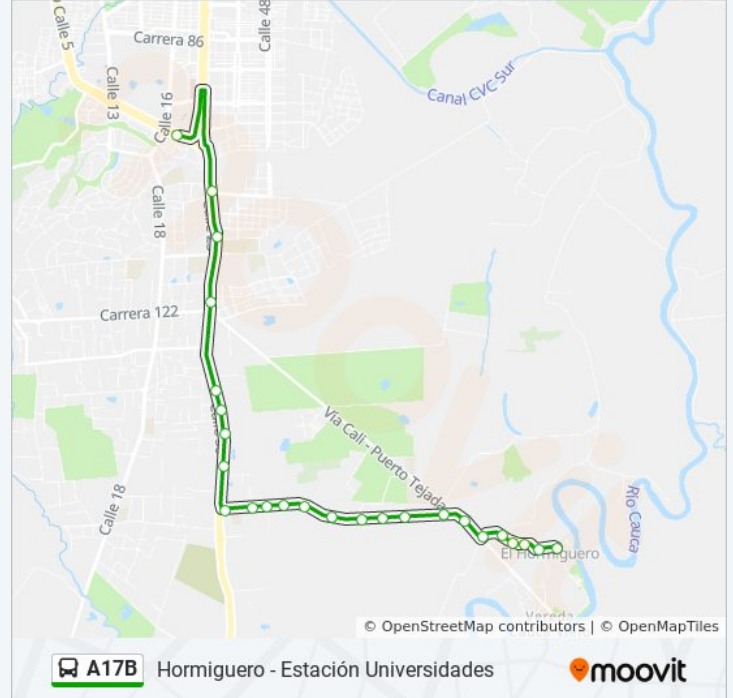 Calle 5
Carrera 86
Calle 48
Calle 13
Calle 16
Canal CVC Sur
Calle 18
Carrera 122
Vía Cali - Puerto Tejada
Calle 18
Río Cauca
El Hormiguero
Vereda
© OpenStreetMap contributors | © OpenMapTiles
A17B Hormiguero - Estación Universidades
moovit